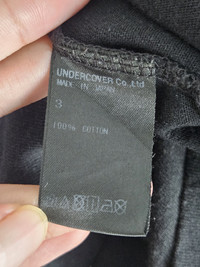 UNDERCOVER Co.,Ltd
MADE IN JAPAN
3
100% COTTON